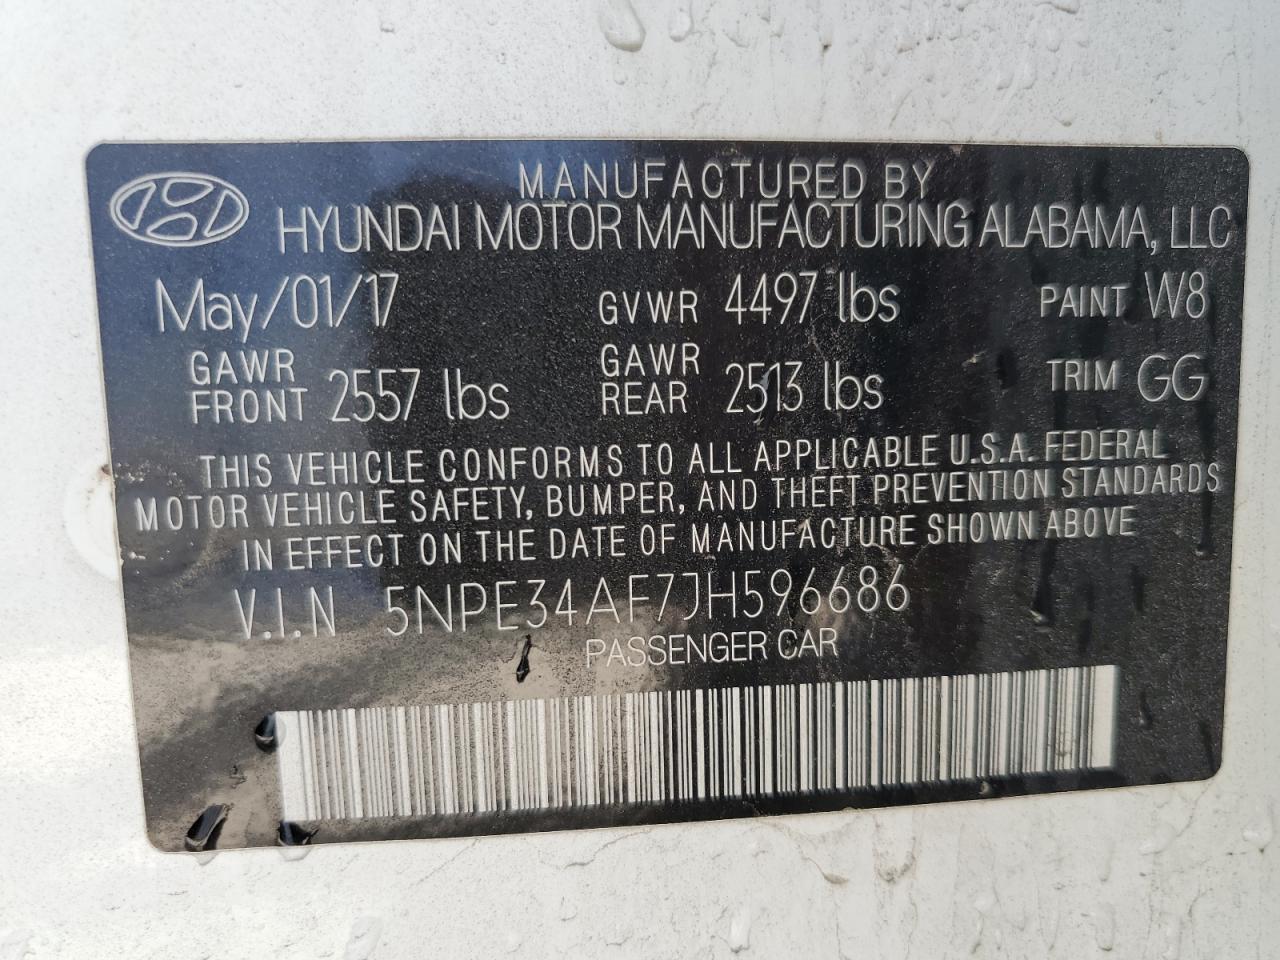 MANUFACTURED BY
HYUNDAI MOTOR MANUFACTURING ALABAMA, LLC
May/01/17 GVWR 4497 lbs PAINT W8
GAWR FRONT 2557 lbs GAWR REAR 2513 lbs TRIM GG
THIS VEHICLE CONFORMS TO ALL APPLICABLE U.S.A. FEDERAL
MOTOR VEHICLE SAFETY, BUMPER, AND THEFT PREVENTION STANDARDS
IN EFFECT ON THE DATE OF MANUFACTURE SHOWN ABOVE
V.I.N 5NPE34AF7JH596686
PASSENGER CAR